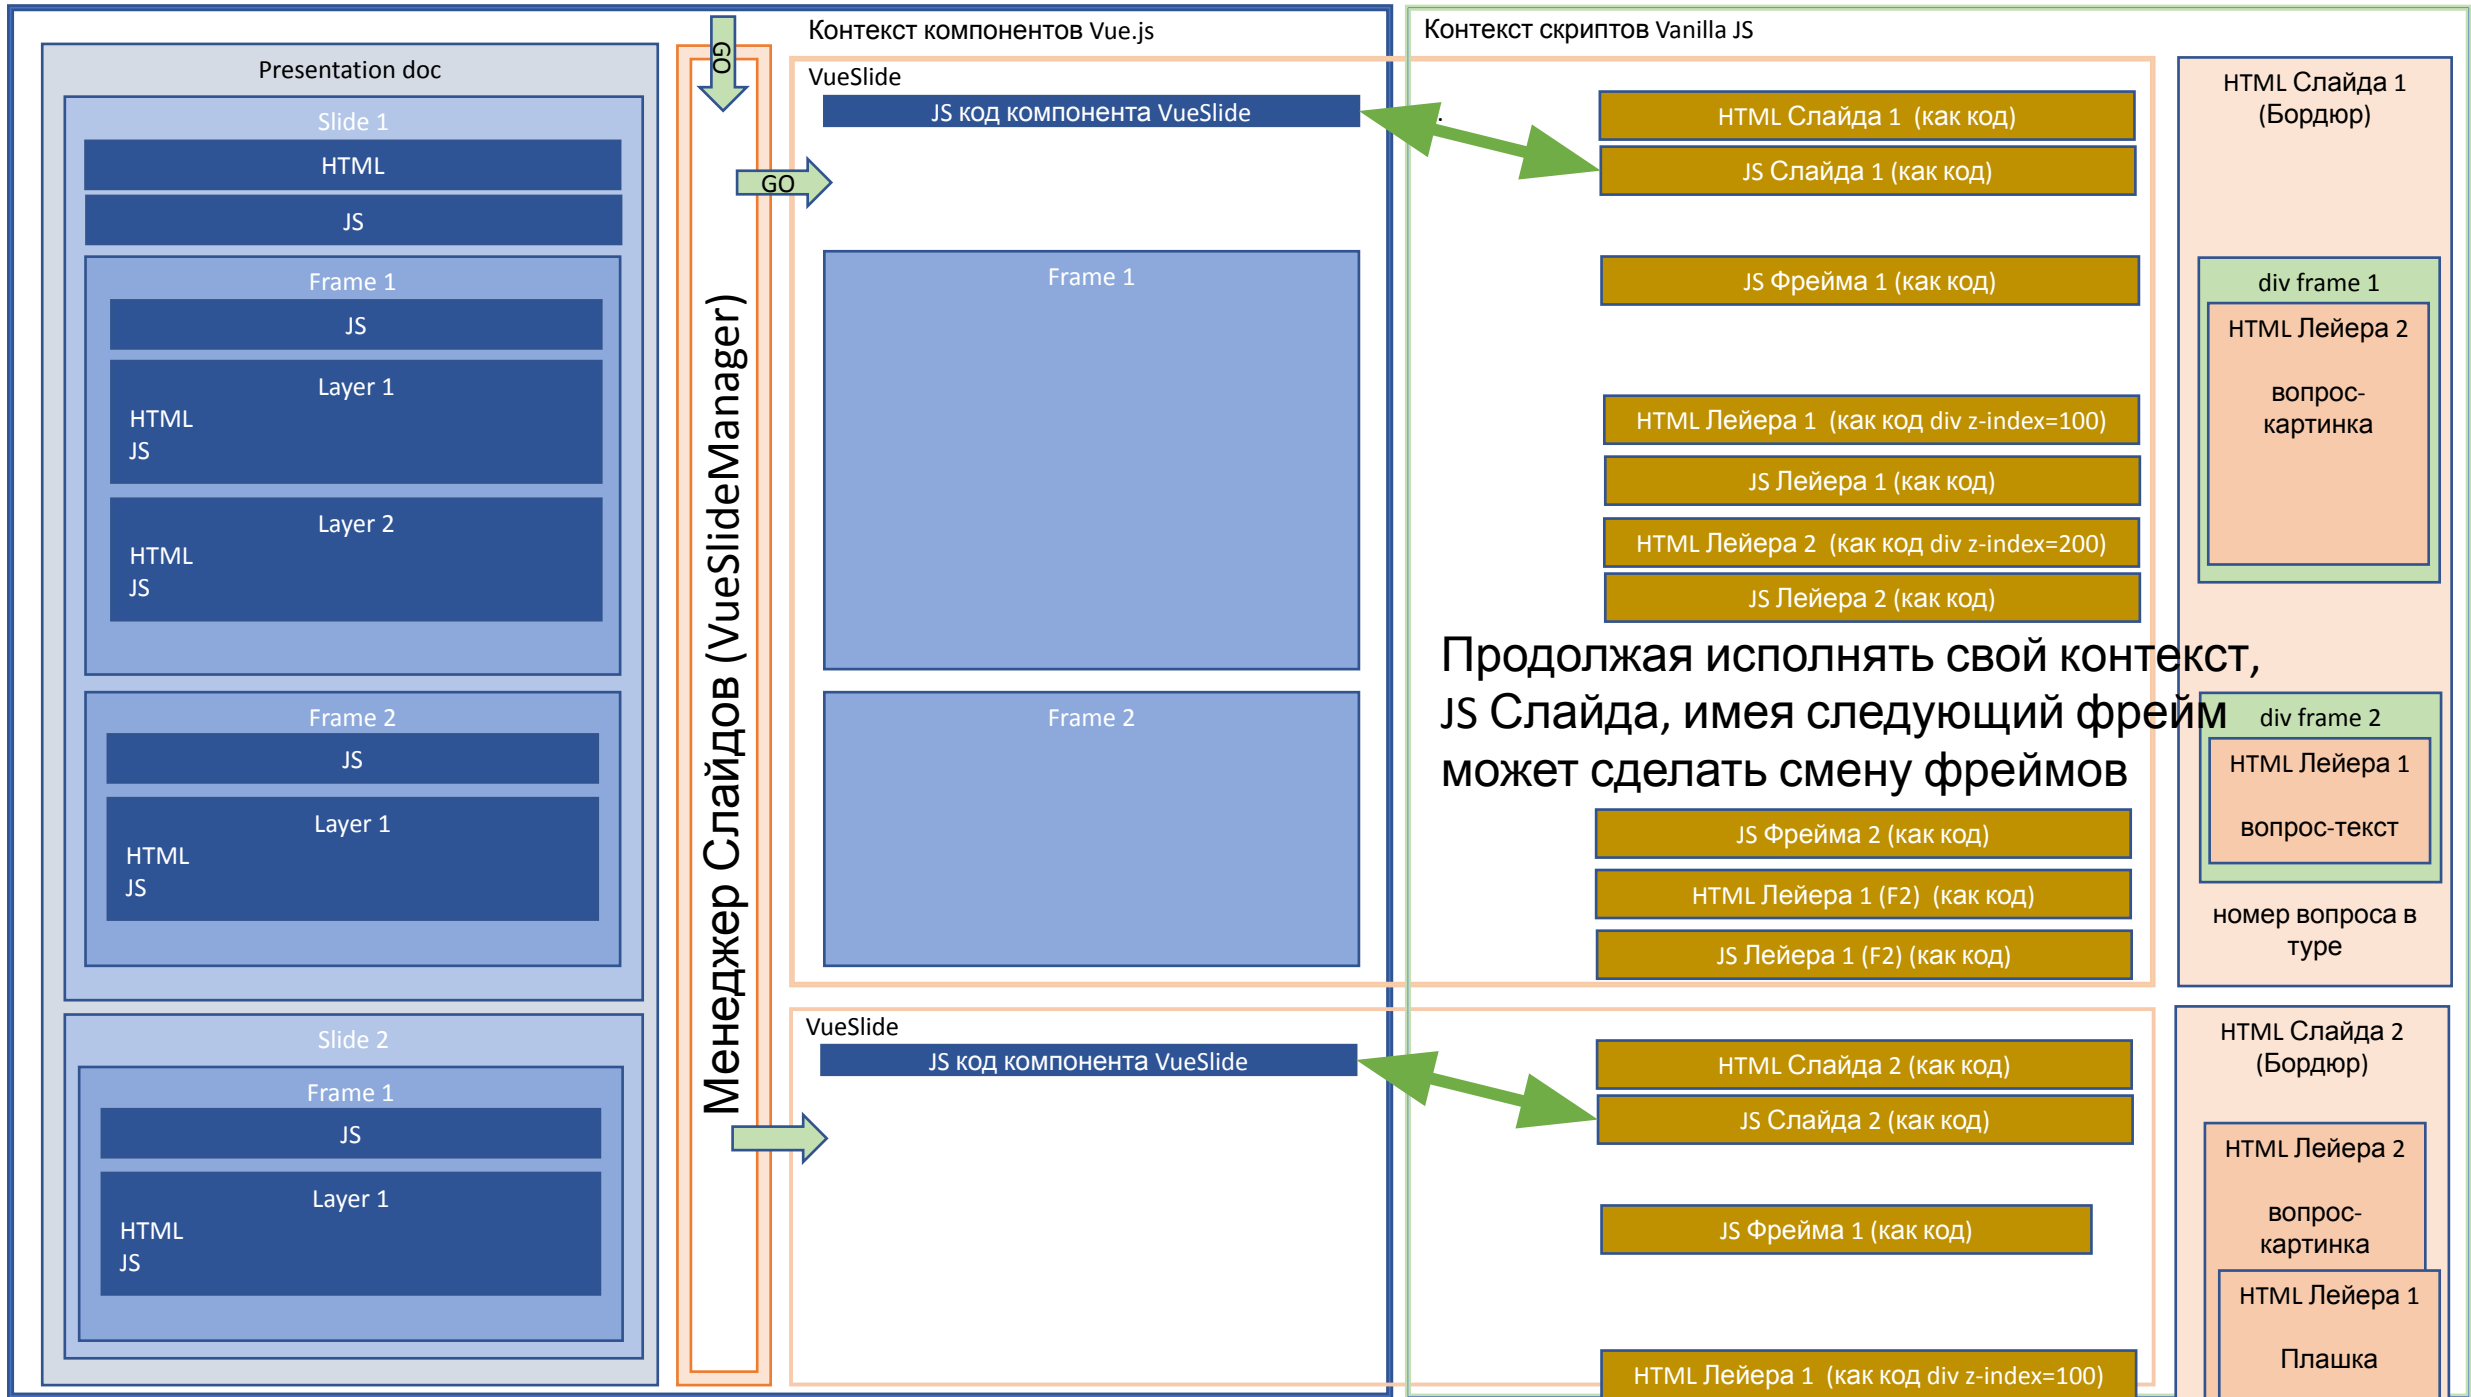 Контекст компонентов Vue.js
Контекст скриптов Vanilla JS
Presentation doc
Slide 1
HTML
JS
Frame 1
JS
Layer 1
HTML
JS
Layer 2
HTML
JS
Frame 2
JS
Layer 1
HTML
JS
Slide 2
Frame 1
JS
Layer 1
HTML
JS
GO
Менеджер Слайдов (VueSlideManager)
GO
VueSlide
JS код компонента VueSlide
.
Frame 1
Frame 2
VueSlide
JS код компонента VueSlide
HTML Слайда 1 (как код)
JS Слайда 1 (как код)
JS Фрейма 1 (как код)
HTML Лейера 1 (как код div z-index=100)
JS Лейера 1 (как код)
HTML Лейера 2 (как код div z-index=200)
JS Лейера 2 (как код)
Продолжая исполнять свой контекст,
JS Слайда, имея следующий фрейм
может сделать смену фреймов
JS Фрейма 2 (как код)
HTML Лейера 1 (F2) (как код)
JS Лейера 1 (F2) (как код)
HTML Слайда 2 (как код)
JS Слайда 2 (как код)
JS Фрейма 1 (как код)
HTML Лейера 1 (как код div z-index=100)
HTML Слайда 1
(Бордюр)
div frame 1
HTML Лейера 2
вопрос-
картинка
div frame 2
HTML Лейера 1
вопрос-текст
номер вопроса в
туре
HTML Слайда 2
(Бордюр)
HTML Лейера 2
вопрос-
картинка
HTML Лейера 1
Плашка